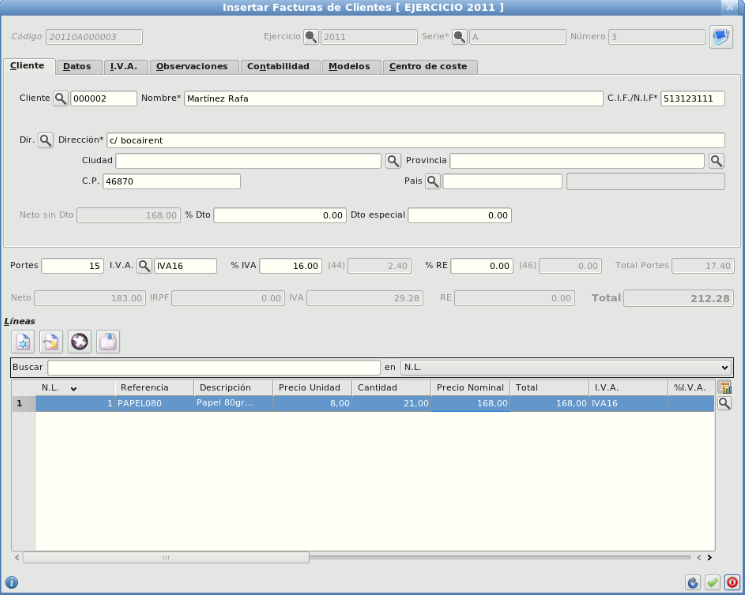 Insertar Facturas de Clientes [ EJERCICIO 2011 ]
Código 20110A000003 Ejercicio 2011 Serie* A Número 3
Cliente Datos I.V.A. Observaciones Contabilidad Modelos Centro de coste
Cliente 000002 Nombre* Martínez Rafa C.I.F./N.I.F* 513123111
Dir. Dirección* c/ bocairent
Ciudad Provincia
C.P. 46870 Pais
Neto sin Dto 168.00 % Dto 0.00 Dto especial 0.00
Portes 15 I.V.A. IVA16 % IVA 16.00 (44) 2.40 % RE 0.00 (46) 0.00 Total Portes 17.40
Neto 183.00 IRPF 0.00 IVA 29.28 RE 0.00 Total 212.28
Líneas
Buscar en N.L.
N.L. Referencia Descripción Precio Unidad Cantidad Precio Nominal Total I.V.A. %I.V.A.
1 1 PAPEL080 Papel 80gr... 8,00 21,00 168,00 168,00 IVA16